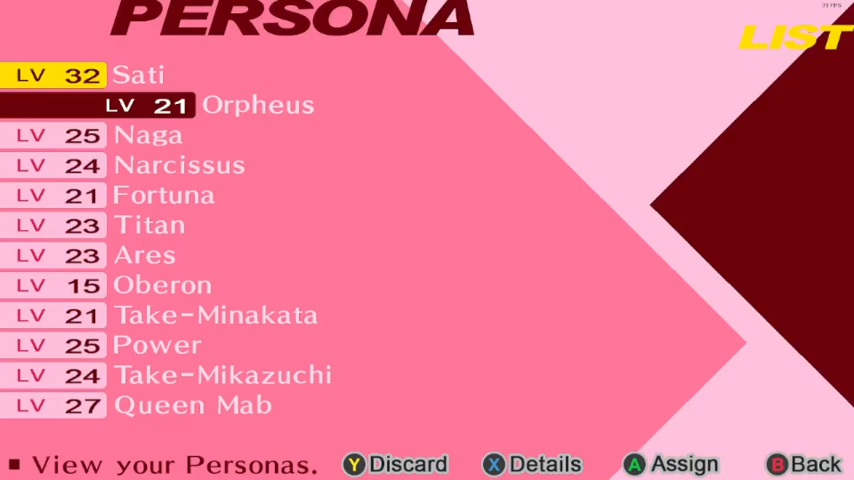 PERSONA
217FS
LIST
LV 32 Sati
LV 21 Orpheus
LV 25 Naga
LV 24 Narcissus
LV 21 Fortuna
LV 23 Titan
LV 23 Ares
LV 15 Oberon
LV 21 Take-Minakata
LV 25 Power
LV 24 Take-Mikazuchi
LV 27 Queen Mab
View your Personas. Y Discard X Details A Assign B Back